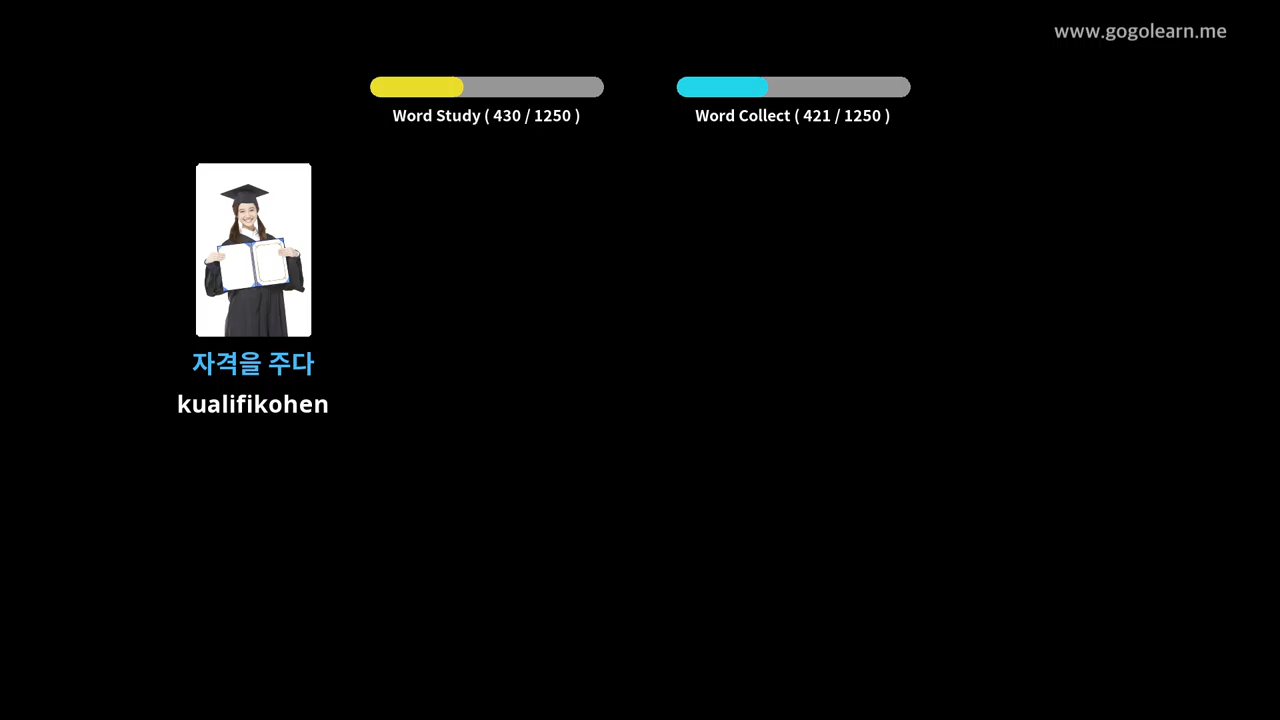 www.gogolearn.me
Word Study ( 430 / 1250 )
Word Collect ( 421 / 1250 )
자격을 주다
kualifikohen